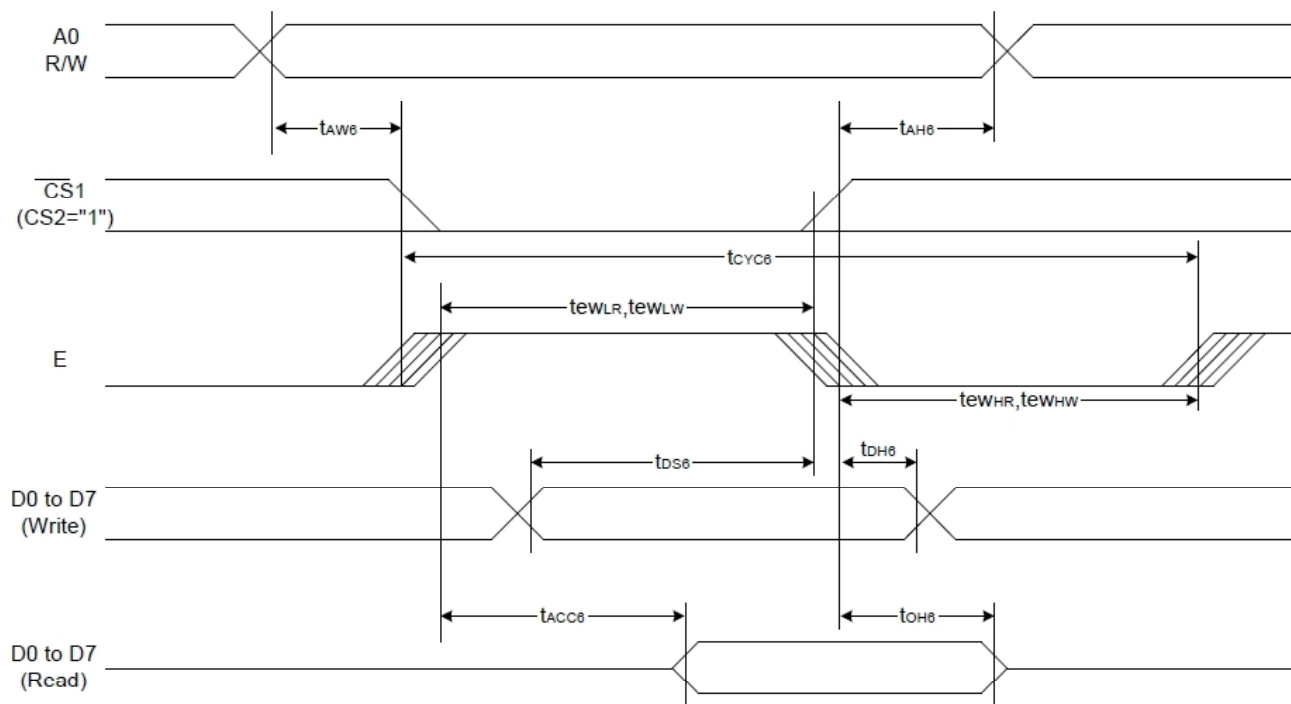 A0
R/W
tAW6
tAH6
CS1
(CS2="1")
tCYC6
tewLR,tewLW
E
tewHR,tewHW
tDS6
tDH6
D0 to D7
(Write)
tACC6
tOH6
D0 to D7
(Read)